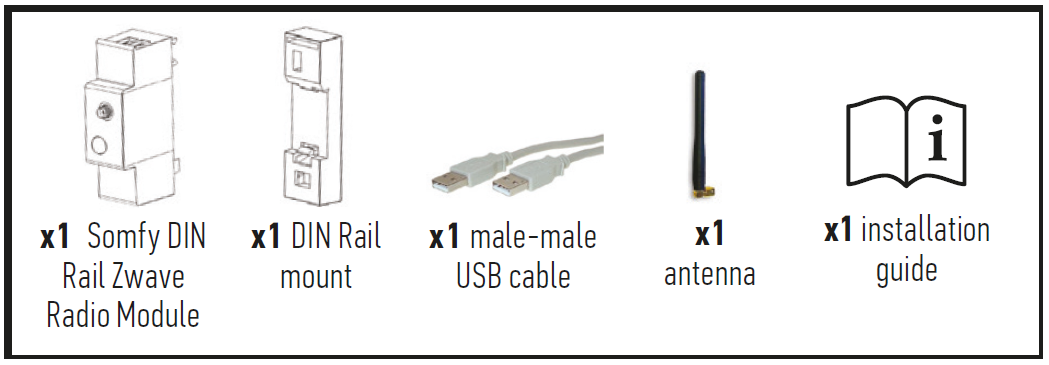 i
x1 Somfy DIN
Rail Zwave
Radio Module
x1 DIN Rail
mount
x1 male-male
USB cable
x1
antenna
x1 installation
guide